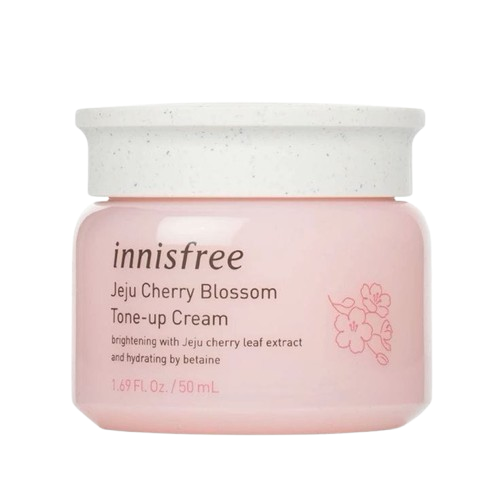 innisfree
Jeju Cherry Blossom
Tone-up Cream
brightening with Jeju cherry leaf extract
and hydrating by betaine
1.69 FL. Oz. / 50 mL